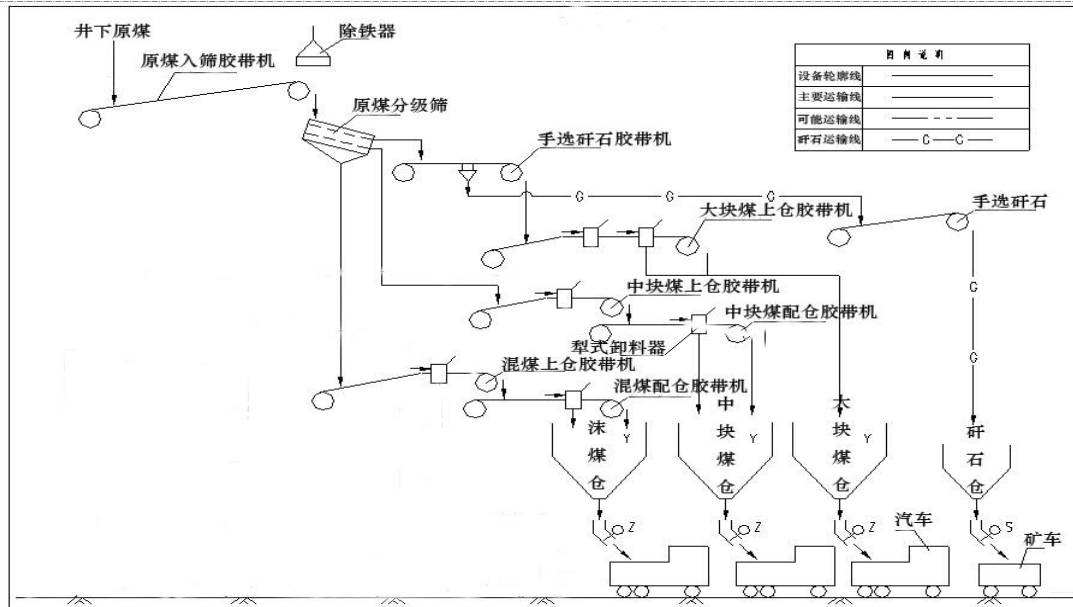 井下原煤
除铁器
原煤入筛胶带机
图例说明
设备轮廓线
主要运输线
可能运输线
矸石运输线
G G
原煤分级筛
手选矸石胶带机
G G G
手选矸石
大块煤上仓胶带机
G
中块煤上仓胶带机
中块煤配仓胶带机
犁式卸料器
G
混煤上仓胶带机
混煤配仓胶带机
沫煤仓
Y
中块煤仓
Y
大块煤仓
Y
矸石仓
Z
Z
Z
S
汽车
矿车